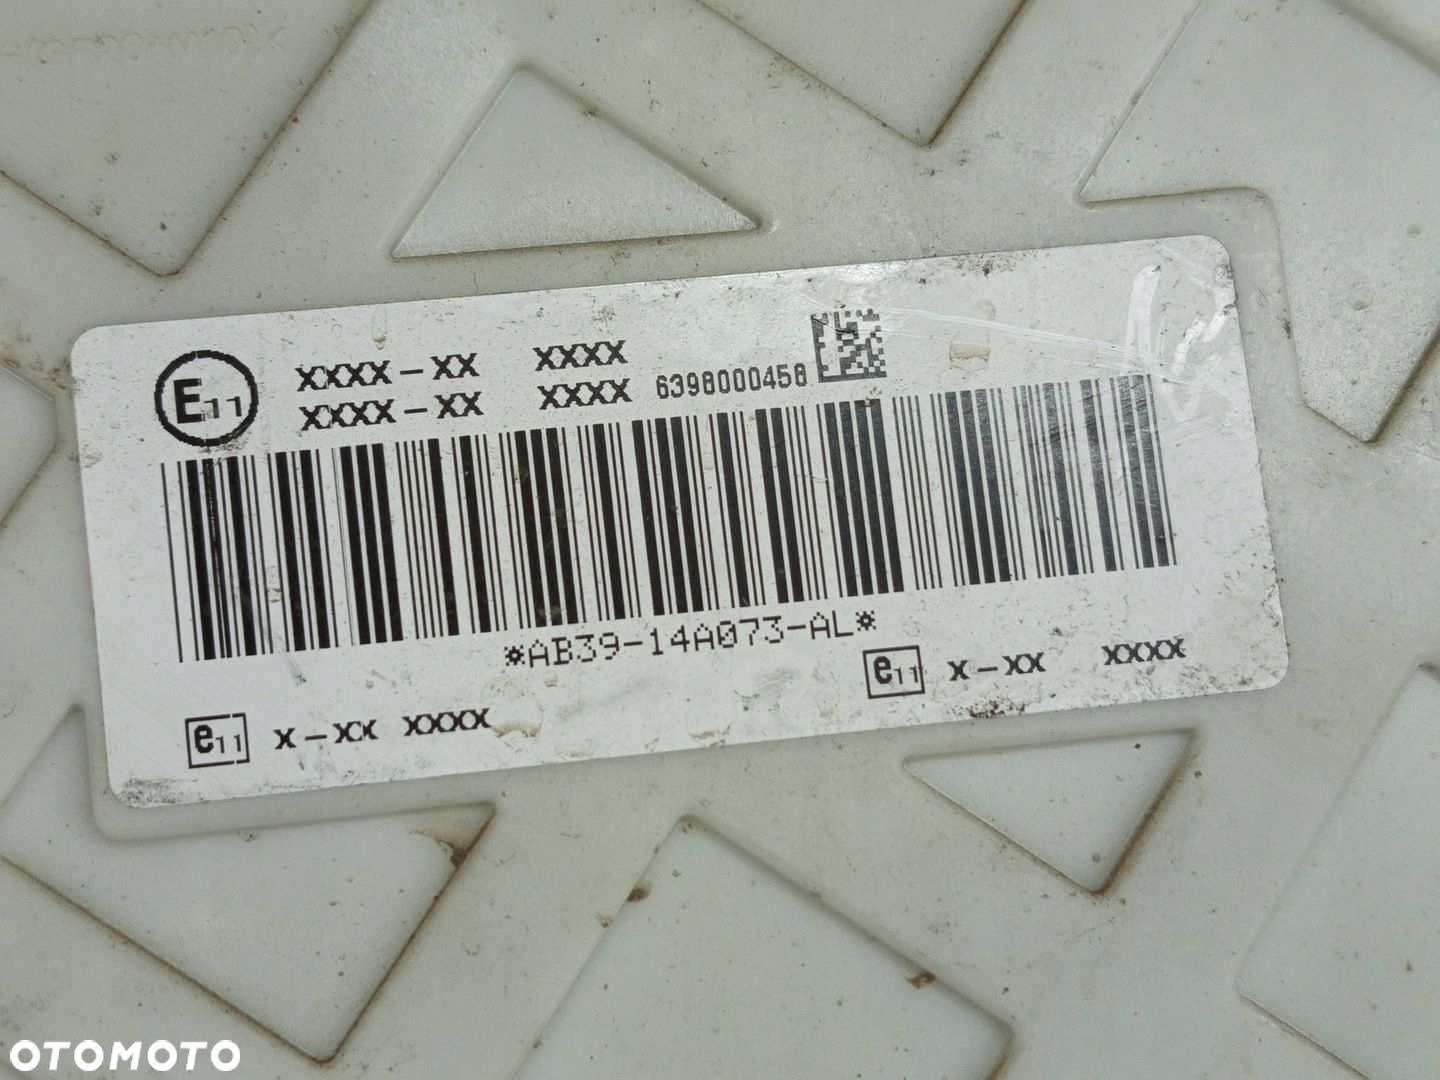 E11 XXXX-XX XXXX
XXXX-XX XXXX 6398000458
*AB39-14A073-AL*
e11 X-XX XXXX
e11 X-XX XXXX
OTOMOTO